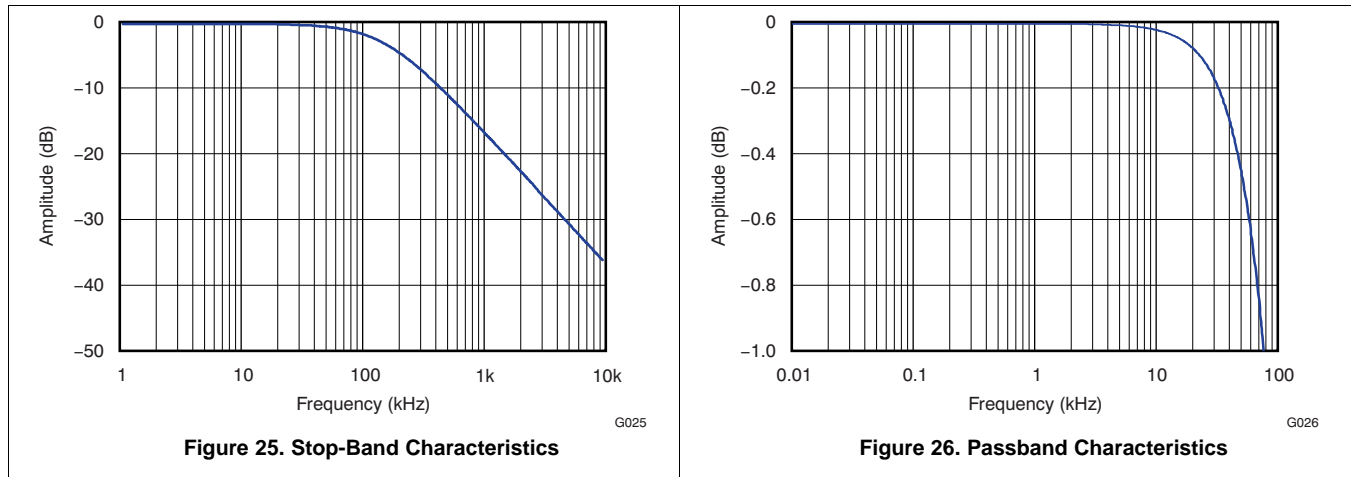 0
−10
−20
−30
−40
−50
Amplitude (dB)
1
10
100
1k
10k
Frequency (kHz)
G025
Figure 25. Stop-Band Characteristics
0
−0.2
−0.4
−0.6
−0.8
−1.0
Amplitude (dB)
0.01
0.1
1
10
100
Frequency (kHz)
G026
Figure 26. Passband Characteristics